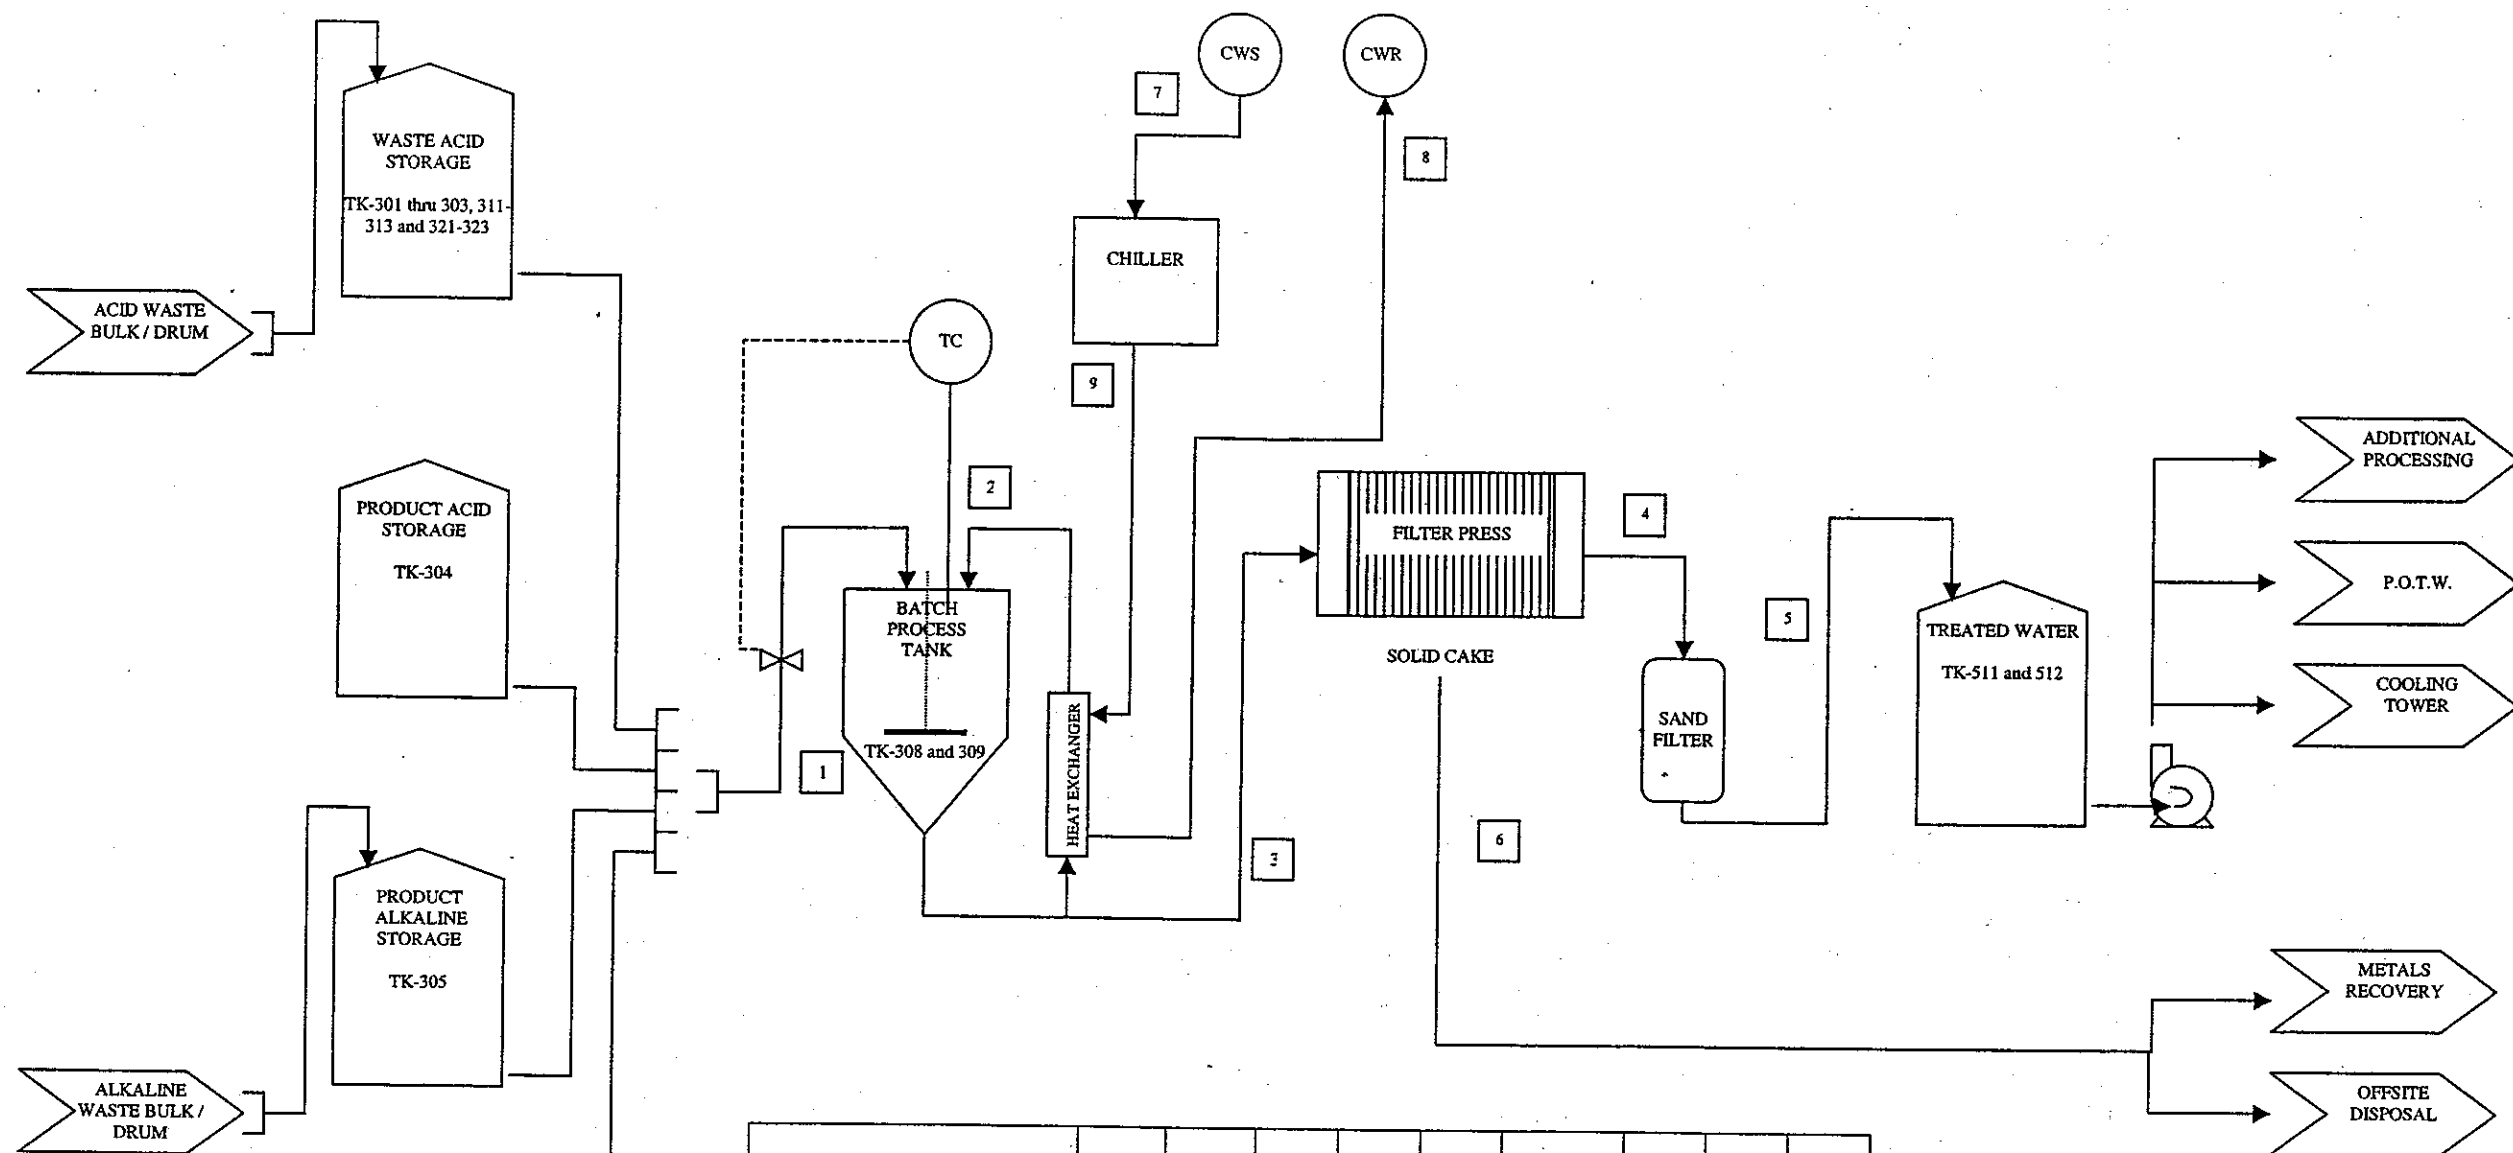 CWS
CWR
7
8
WASTE ACID
STORAGE
TK-301 thru 303, 311-
313 and 321-323
CHILLER
ACID WASTE
BULK / DRUM
TC
9
ADDITIONAL
PROCESSING
2
PRODUCT ACID
STORAGE
TK-304
4
FILTER PRESS
P.O.T.W.
BATCH
PROCESS
TANK
5
TREATED WATER
TK-511 and 512
SOLID CAKE
COOLING
TOWER
SAND
FILTER
TK-308 and 309
HEAT EXCHANGER
1
6
3
PRODUCT
ALKALINE
STORAGE
TK-305
METALS
RECOVERY
ALKALINE
WASTE BULK /
DRUM
OFFSITE
DISPOSAL